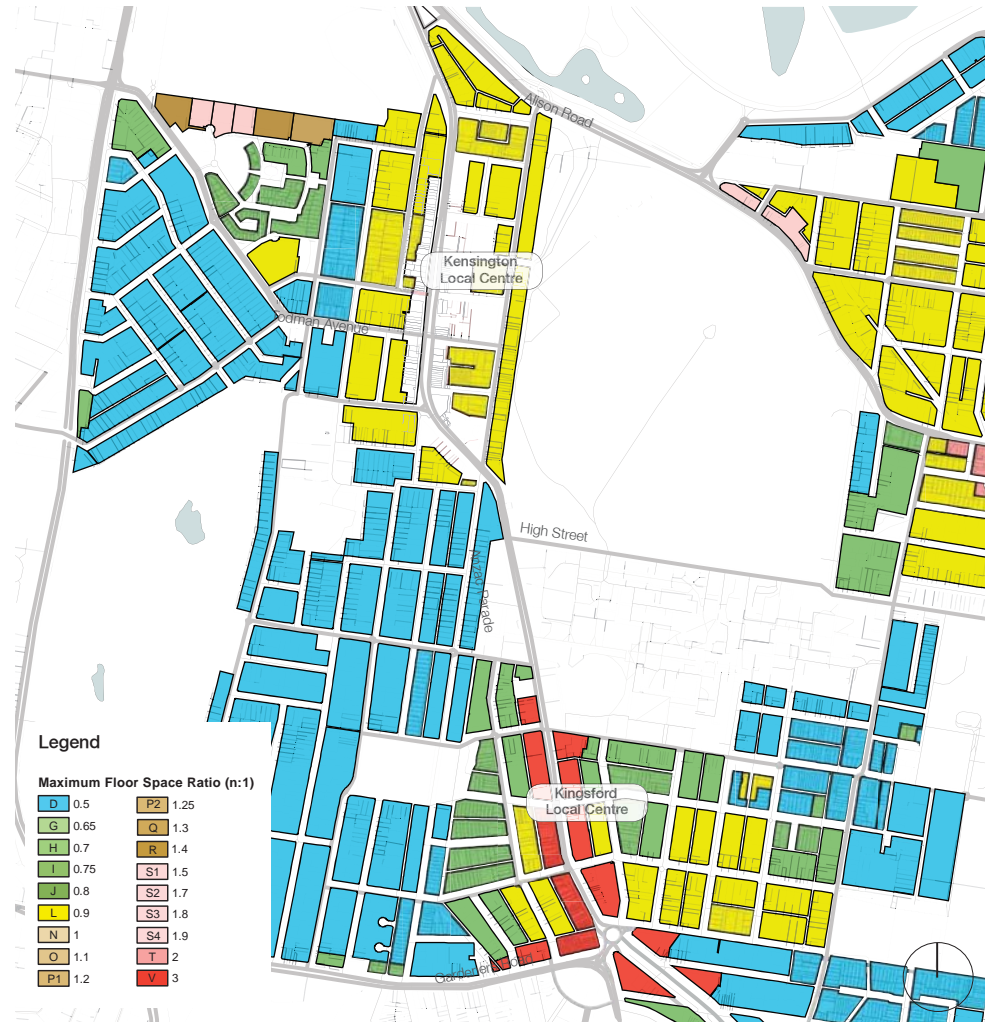 Alison Road
Kensington
Local Centre
Todman Avenue
High Street
Anzac Parade
Kingsford
Local Centre
Gardeners Road
Legend
Maximum Floor Space Ratio (n:1)
D 0.5
G 0.65
H 0.7
I 0.75
J 0.8
L 0.9
N 1
O 1.1
P1 1.2
P2 1.25
Q 1.3
R 1.4
S1 1.5
S2 1.7
S3 1.8
S4 1.9
T 2
V 3